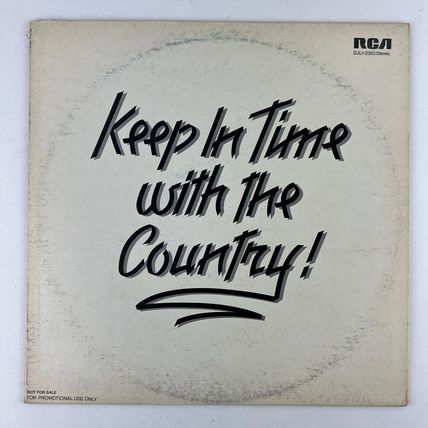 RCA
DJL1-2353 Stereo
Keep In Time
with the
Country!
NOT FOR SALE
FOR PROMOTIONAL USE ONLY